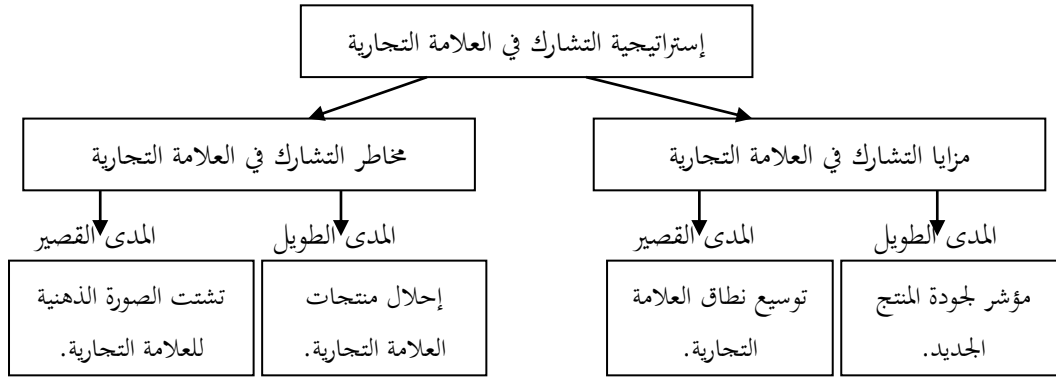 إستراتيجية التشارك في العلامة التجارية
مزايا التشارك في العلامة التجارية
مخاطر التشارك في العلامة التجارية
المدى الطويل
المدى القصير
المدى الطويل
المدى القصير
مؤشر لجودة المنتج
الجديد.
توسيع نطاق العلامة
التجارية.
إحلال منتجات
العلامة التجارية.
تشتت الصورة الذهنية
للعلامة التجارية.